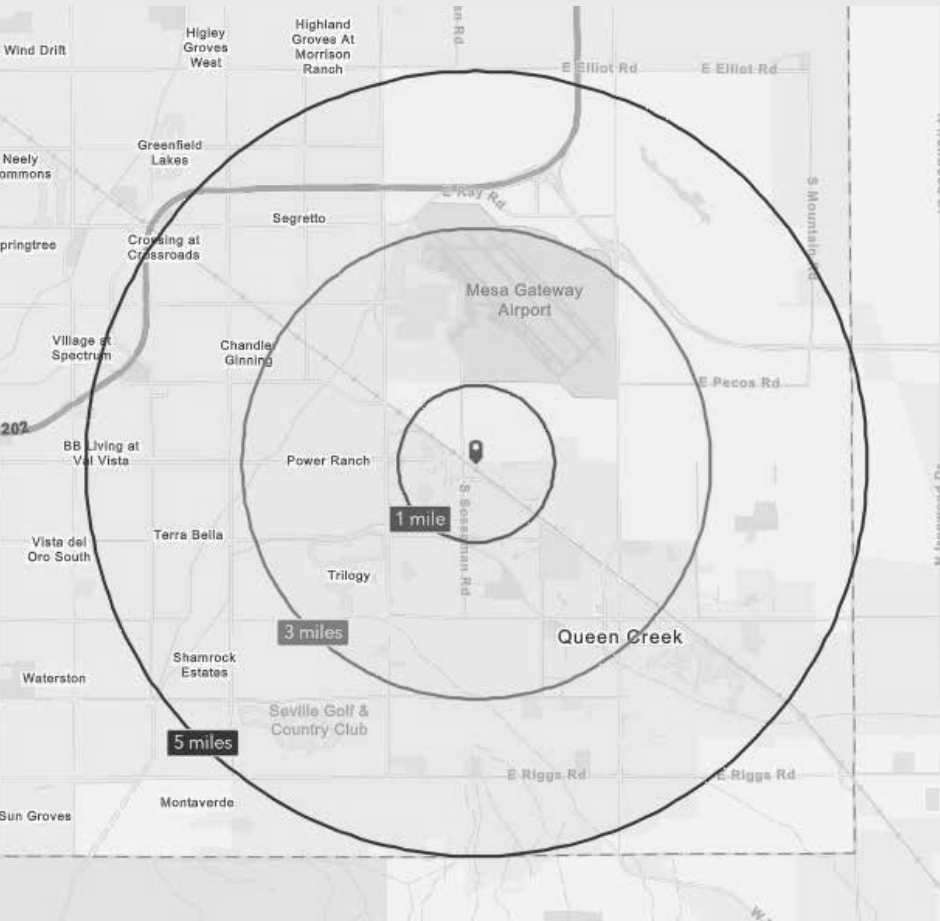 an Rd
Highland
Groves At
Morrison
Ranch
Higley
Groves
West
Wind Drift
E Elliot Rd
E Elliot Rd
Greenfield
Lakes
Neely
ommons
E Ray Rd
S Mountain Rd
Segretto
pringtree
Crossing at
Crossroads
Mesa Gateway
Airport
Village at
Spectrum
Chandler
Ginning
E Pecos Rd
202
BB Living at
Val Vista
Power Ranch
1 mile
S Sossaman Rd
Vista del
Oro South
Terra Bella
Trilogy
3 miles
Queen Creek
Shamrock
Estates
Waterston
Seville Golf &
Country Club
5 miles
E Riggs Rd
E Riggs Rd
Montaverde
Sun Groves